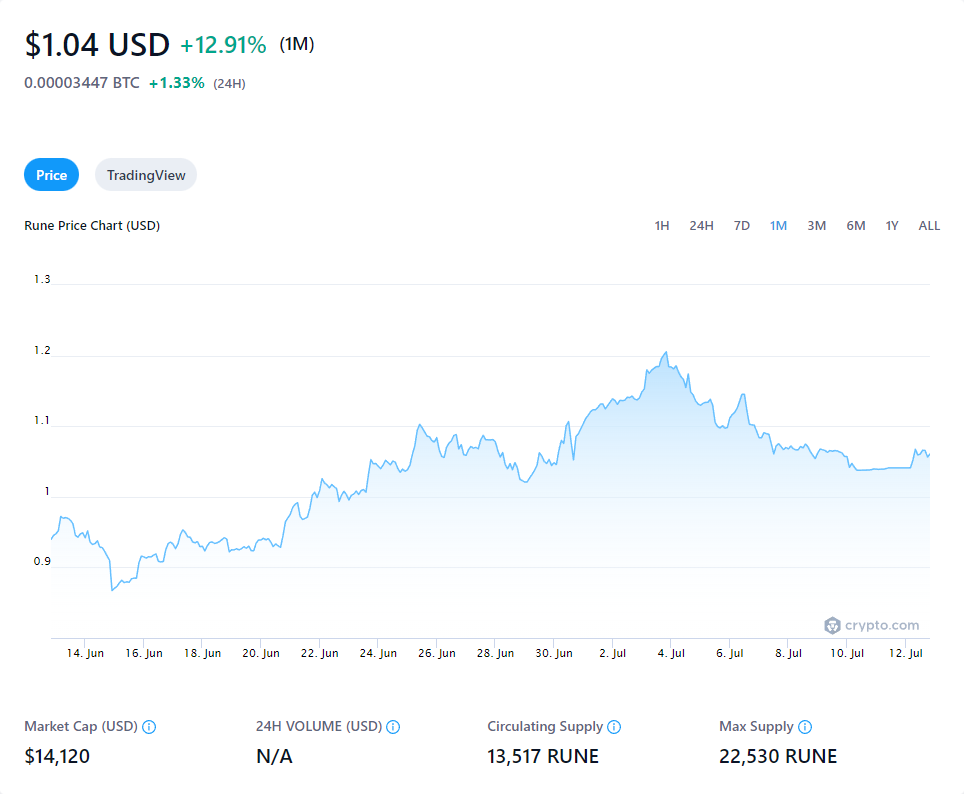 $1.04 USD +12.91% (1M)
0.00003447 BTC +1.33% (24H)
Price TradingView
Rune Price Chart (USD) 1H 24H 7D 1M 3M 6M 1Y ALL
1.3
1.2
1.1
1
0.9
crypto.com
14. Jun 16. Jun 18. Jun 20. Jun 22. Jun 24. Jun 26. Jun 28. Jun 30. Jun 2. Jul 4. Jul 6. Jul 8. Jul 10. Jul 12. Jul
Market Cap (USD) 24H VOLUME (USD) Circulating Supply Max Supply
$14,120 N/A 13,517 RUNE 22,530 RUNE